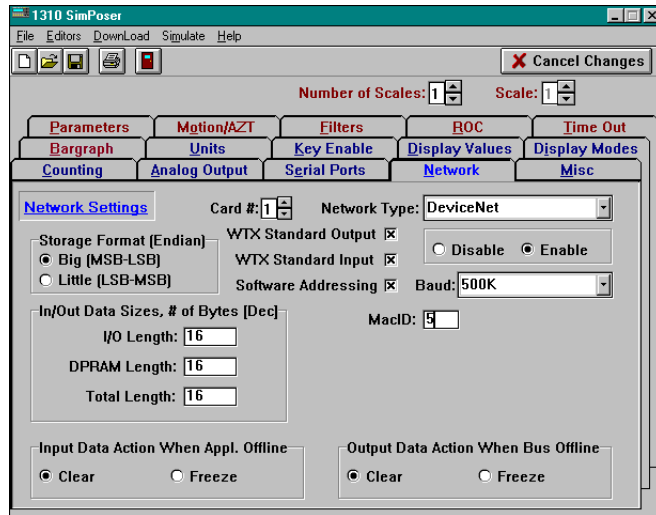 1310 SimPoser
File Editors DownLoad Simulate Help
Cancel Changes
Number of Scales: 1 Scale: 1
Parameters Motion/AZT Filters ROC Time Out
Bargraph Units Key Enable Display Values Display Modes
Counting Analog Output Serial Ports Network Misc
Network Settings Card #: 1 Network Type: DeviceNet
Storage Format (Endian) WTX Standard Output Disable Enable
Big (MSB-LSB) WTX Standard Input
Little (LSB-MSB) Software Addressing Baud: 500K
In/Out Data Sizes, # of Bytes [Dec] MacID: 5
I/O Length: 16
DPRAM Length: 16
Total Length: 16
Input Data Action When Appl. Offline Output Data Action When Bus Offline
Clear Freeze Clear Freeze